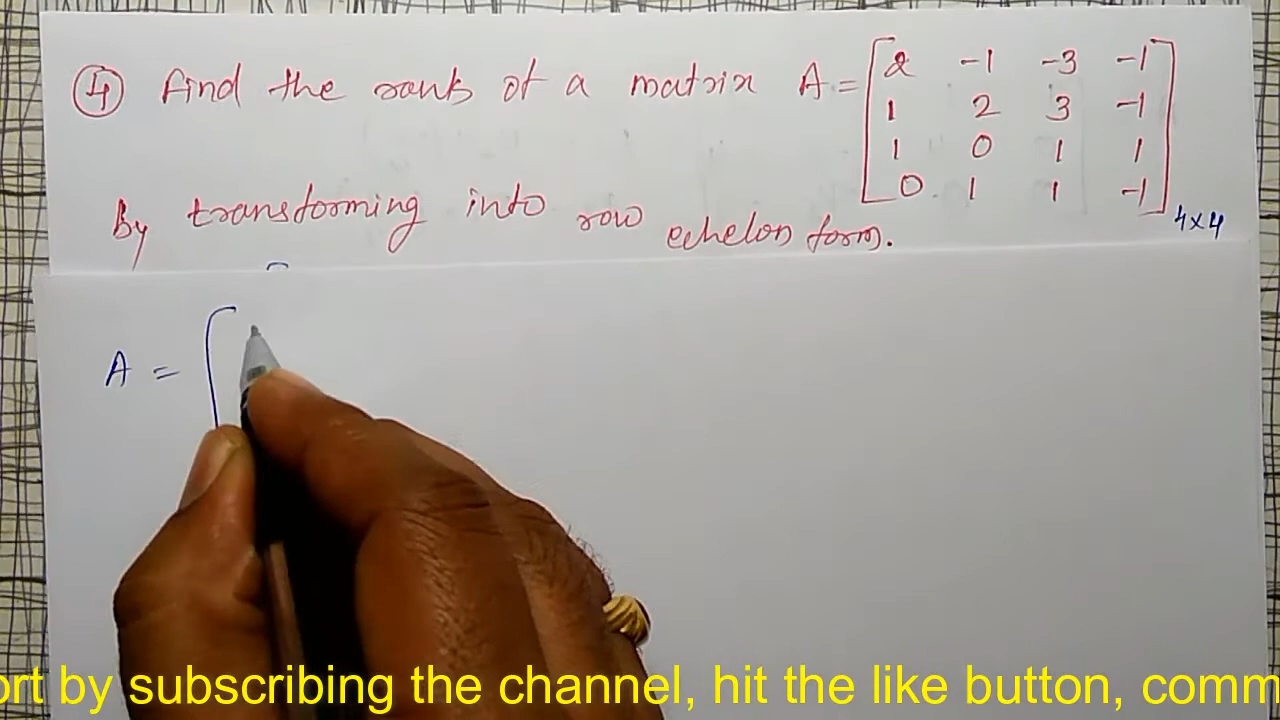 ④ Find the rank of a matrix A = [ 2 -1 -3 -1
1 2 3 -1
1 0 1 1
0 1 1 -1 ] 4×4
By transforming into row echelon form.
A = [
ort by subscribing the channel, hit the like button, comm